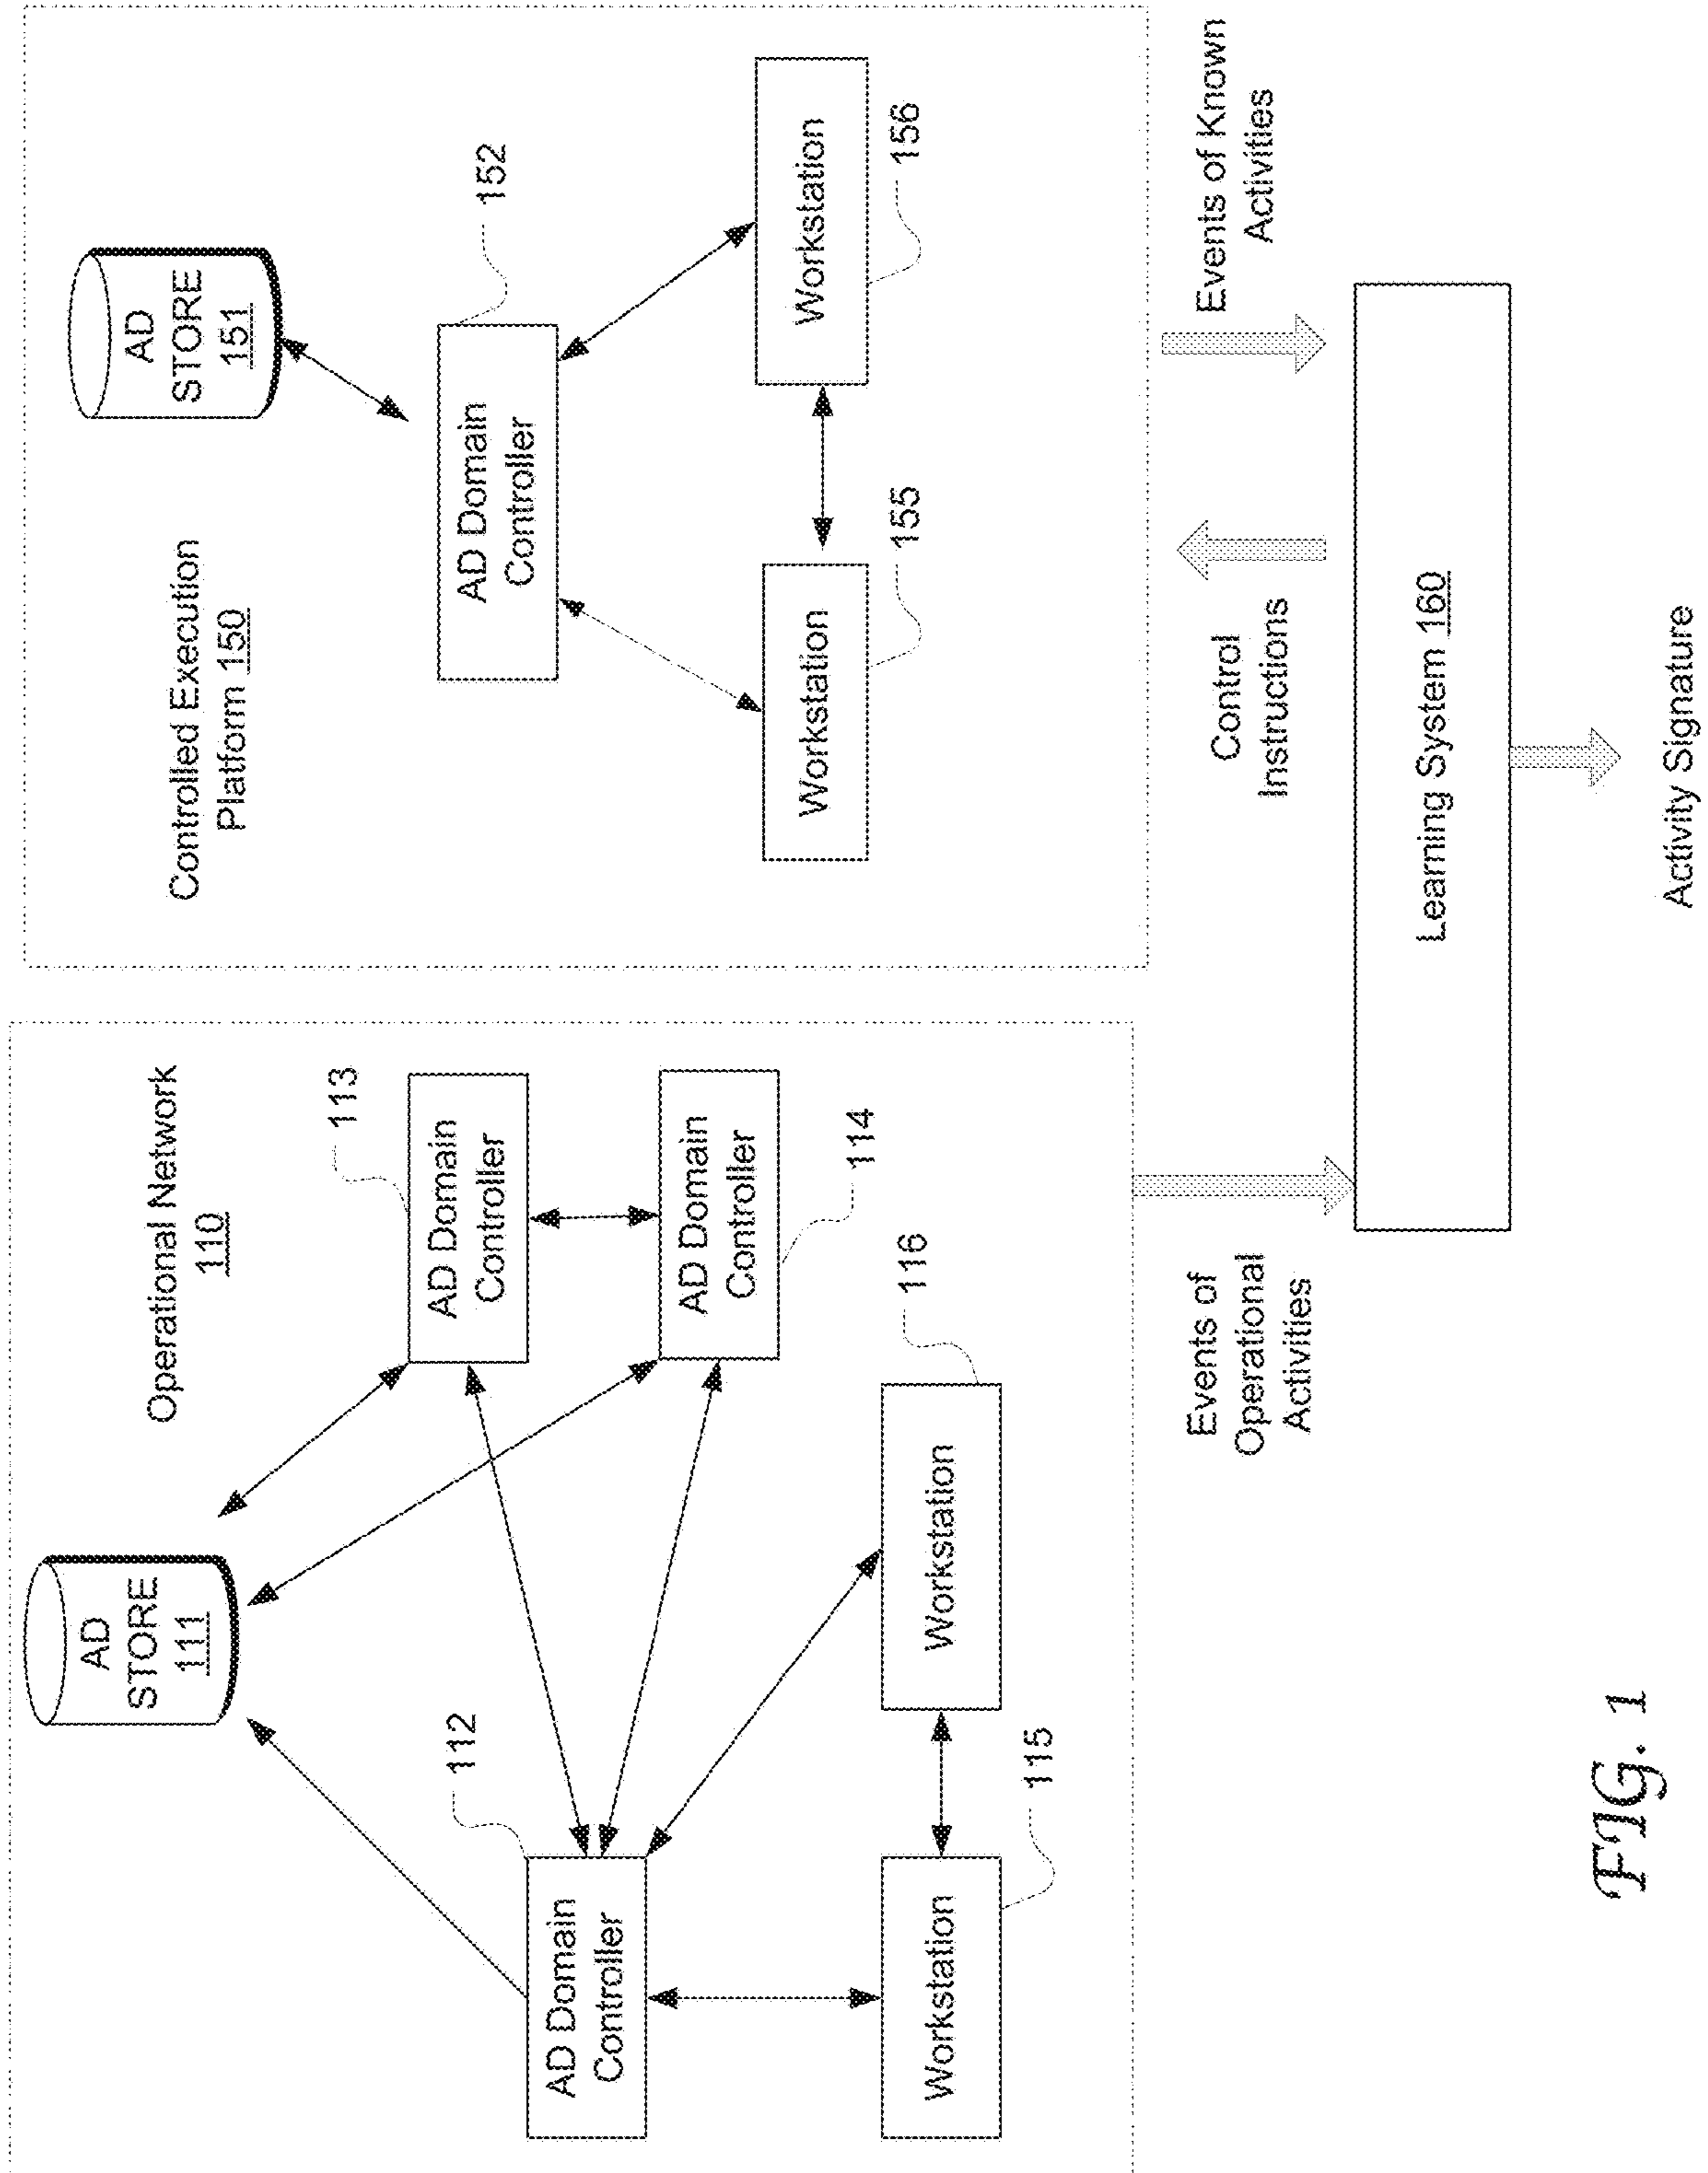 Operational Network
110
AD
STORE
111
113
AD Domain
Controller
112
AD Domain
Controller
AD Domain
Controller
114
116
Workstation
Workstation
115
Controlled Execution
Platform 150
AD
STORE
151
152
AD Domain
Controller
Workstation
155
Workstation
156
Events of
Operational
Activities
Control
Instructions
Events of Known
Activities
Learning System 160
Activity Signature
FIG. 1